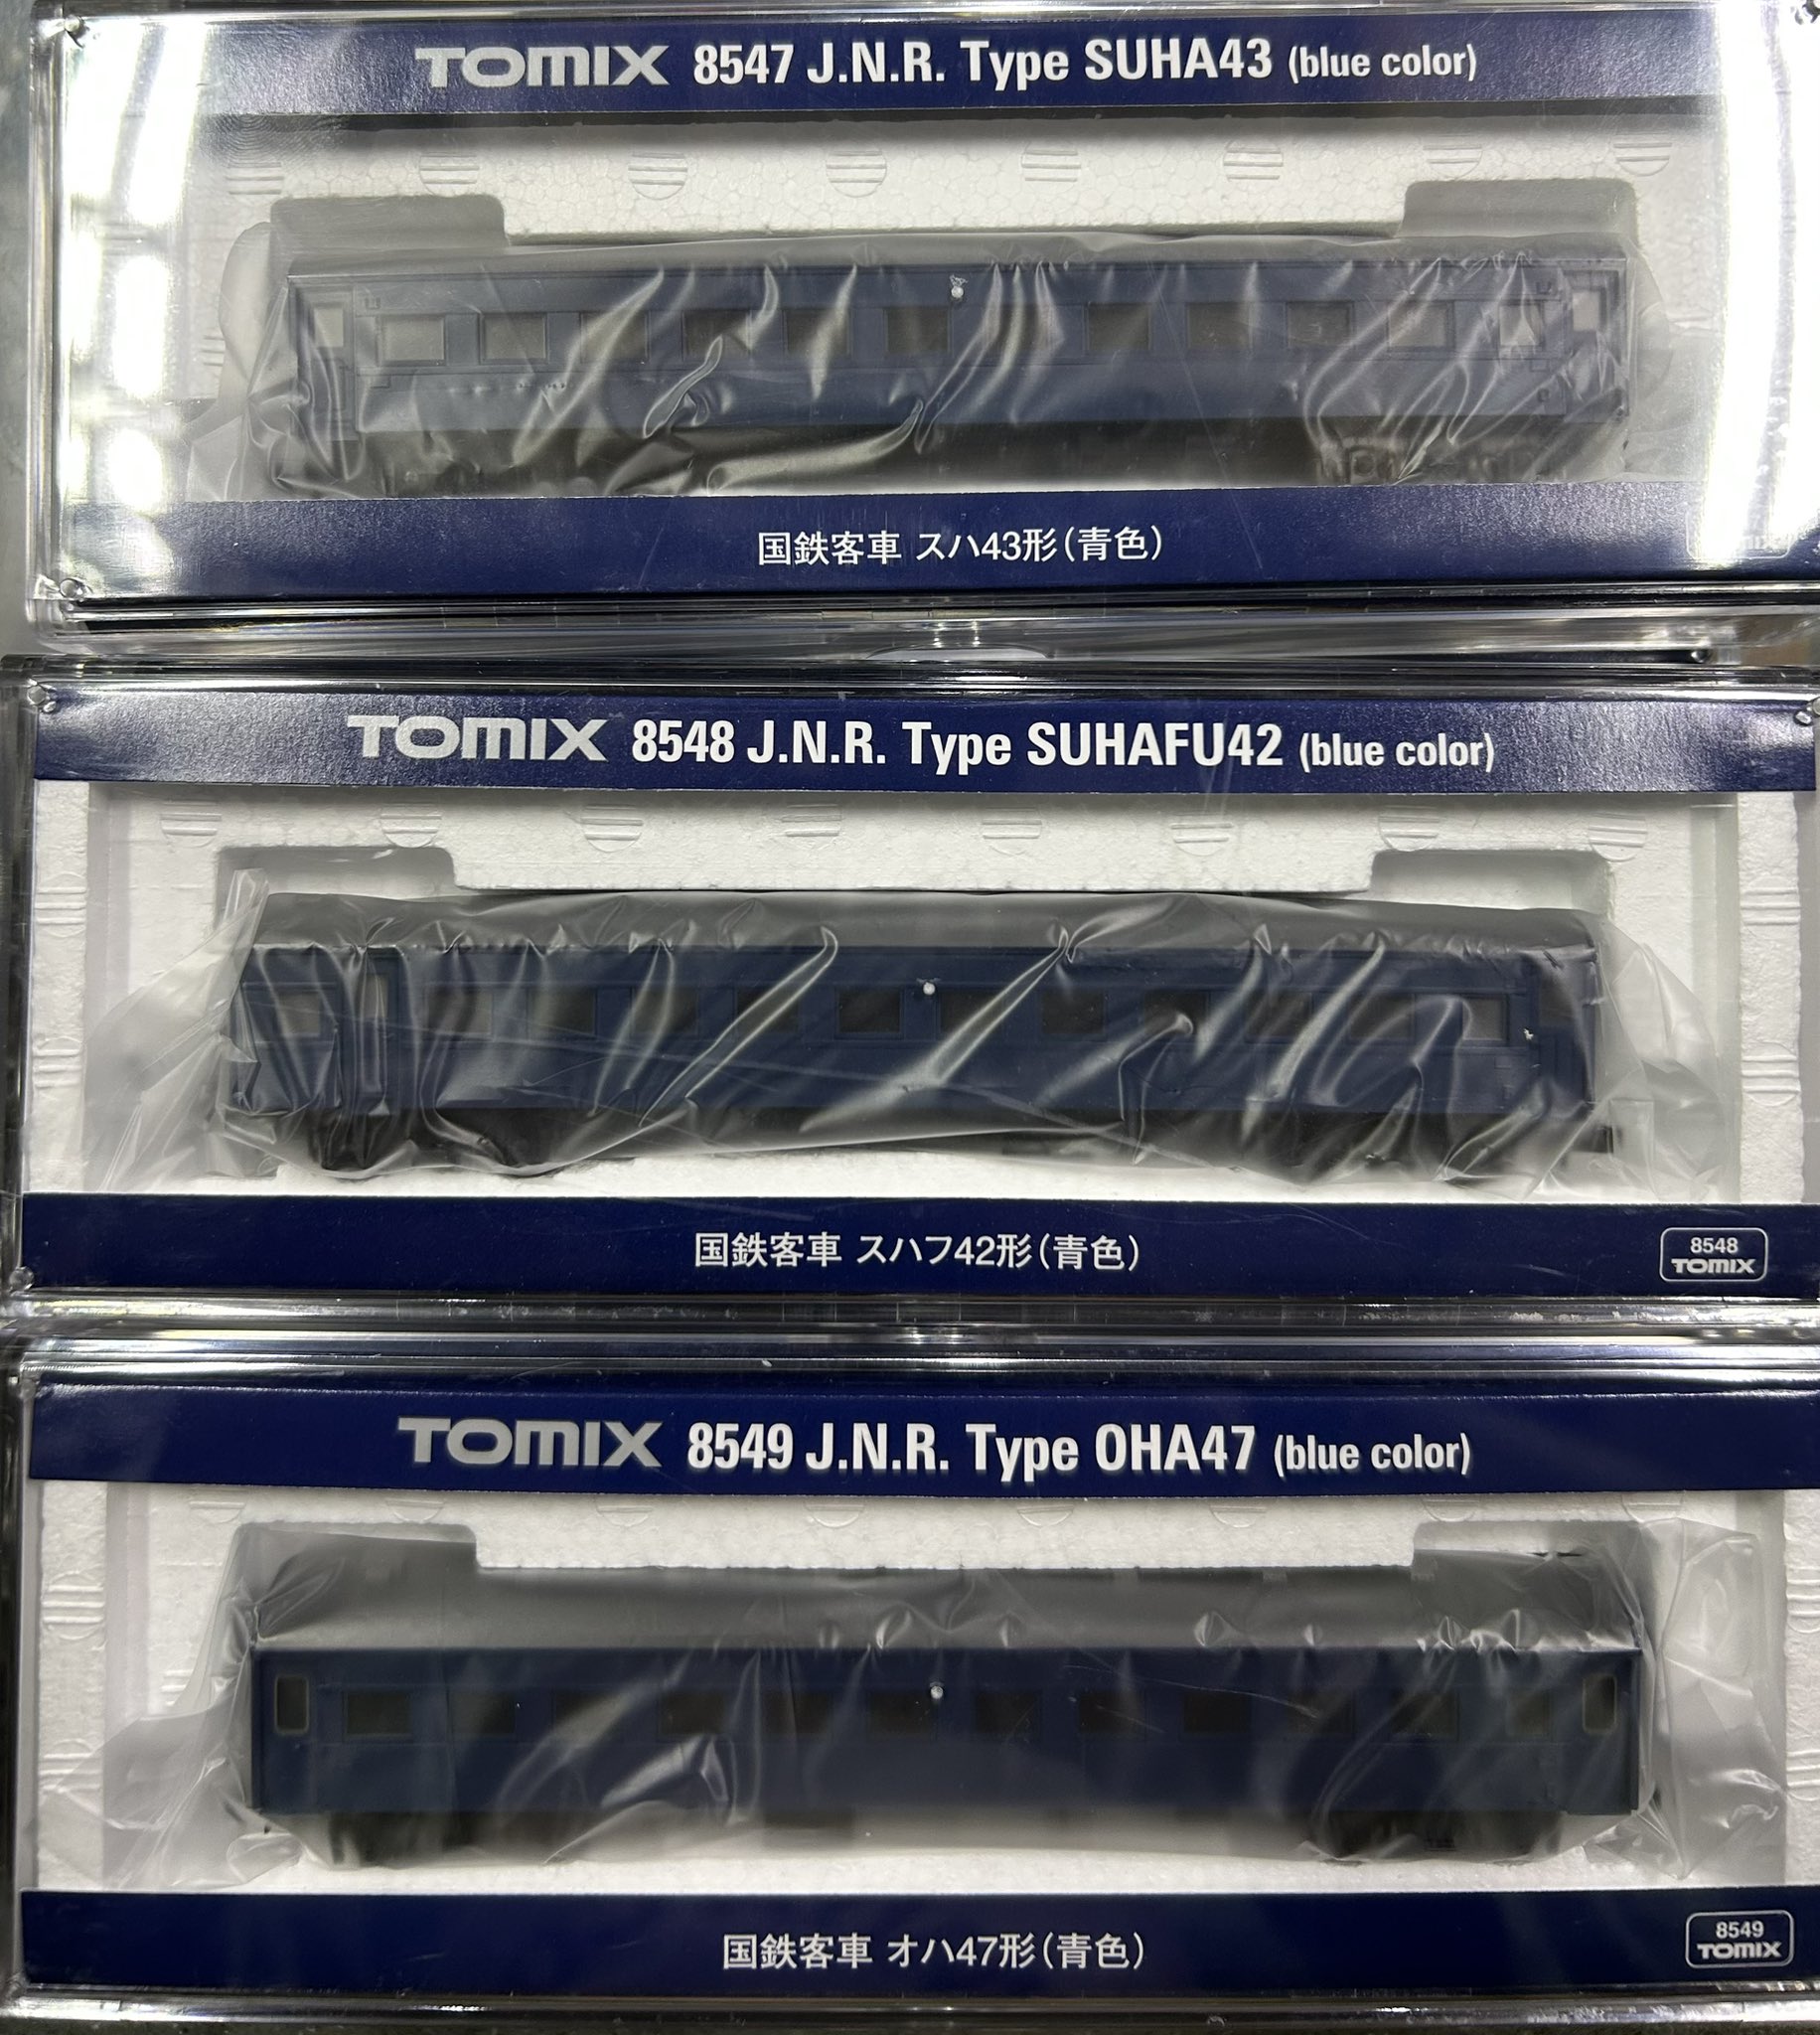 TOMIX 8547 J.N.R. Type SUHA43 (blue color)
国鉄客車 スハ43形(青色)
TOMIX 8548 J.N.R. Type SUHAFU42 (blue color)
国鉄客車 スハフ42形(青色)
8548
TOMIX
TOMIX 8549 J.N.R. Type OHA47 (blue color)
国鉄客車 オハ47形(青色)
8549
TOMIX